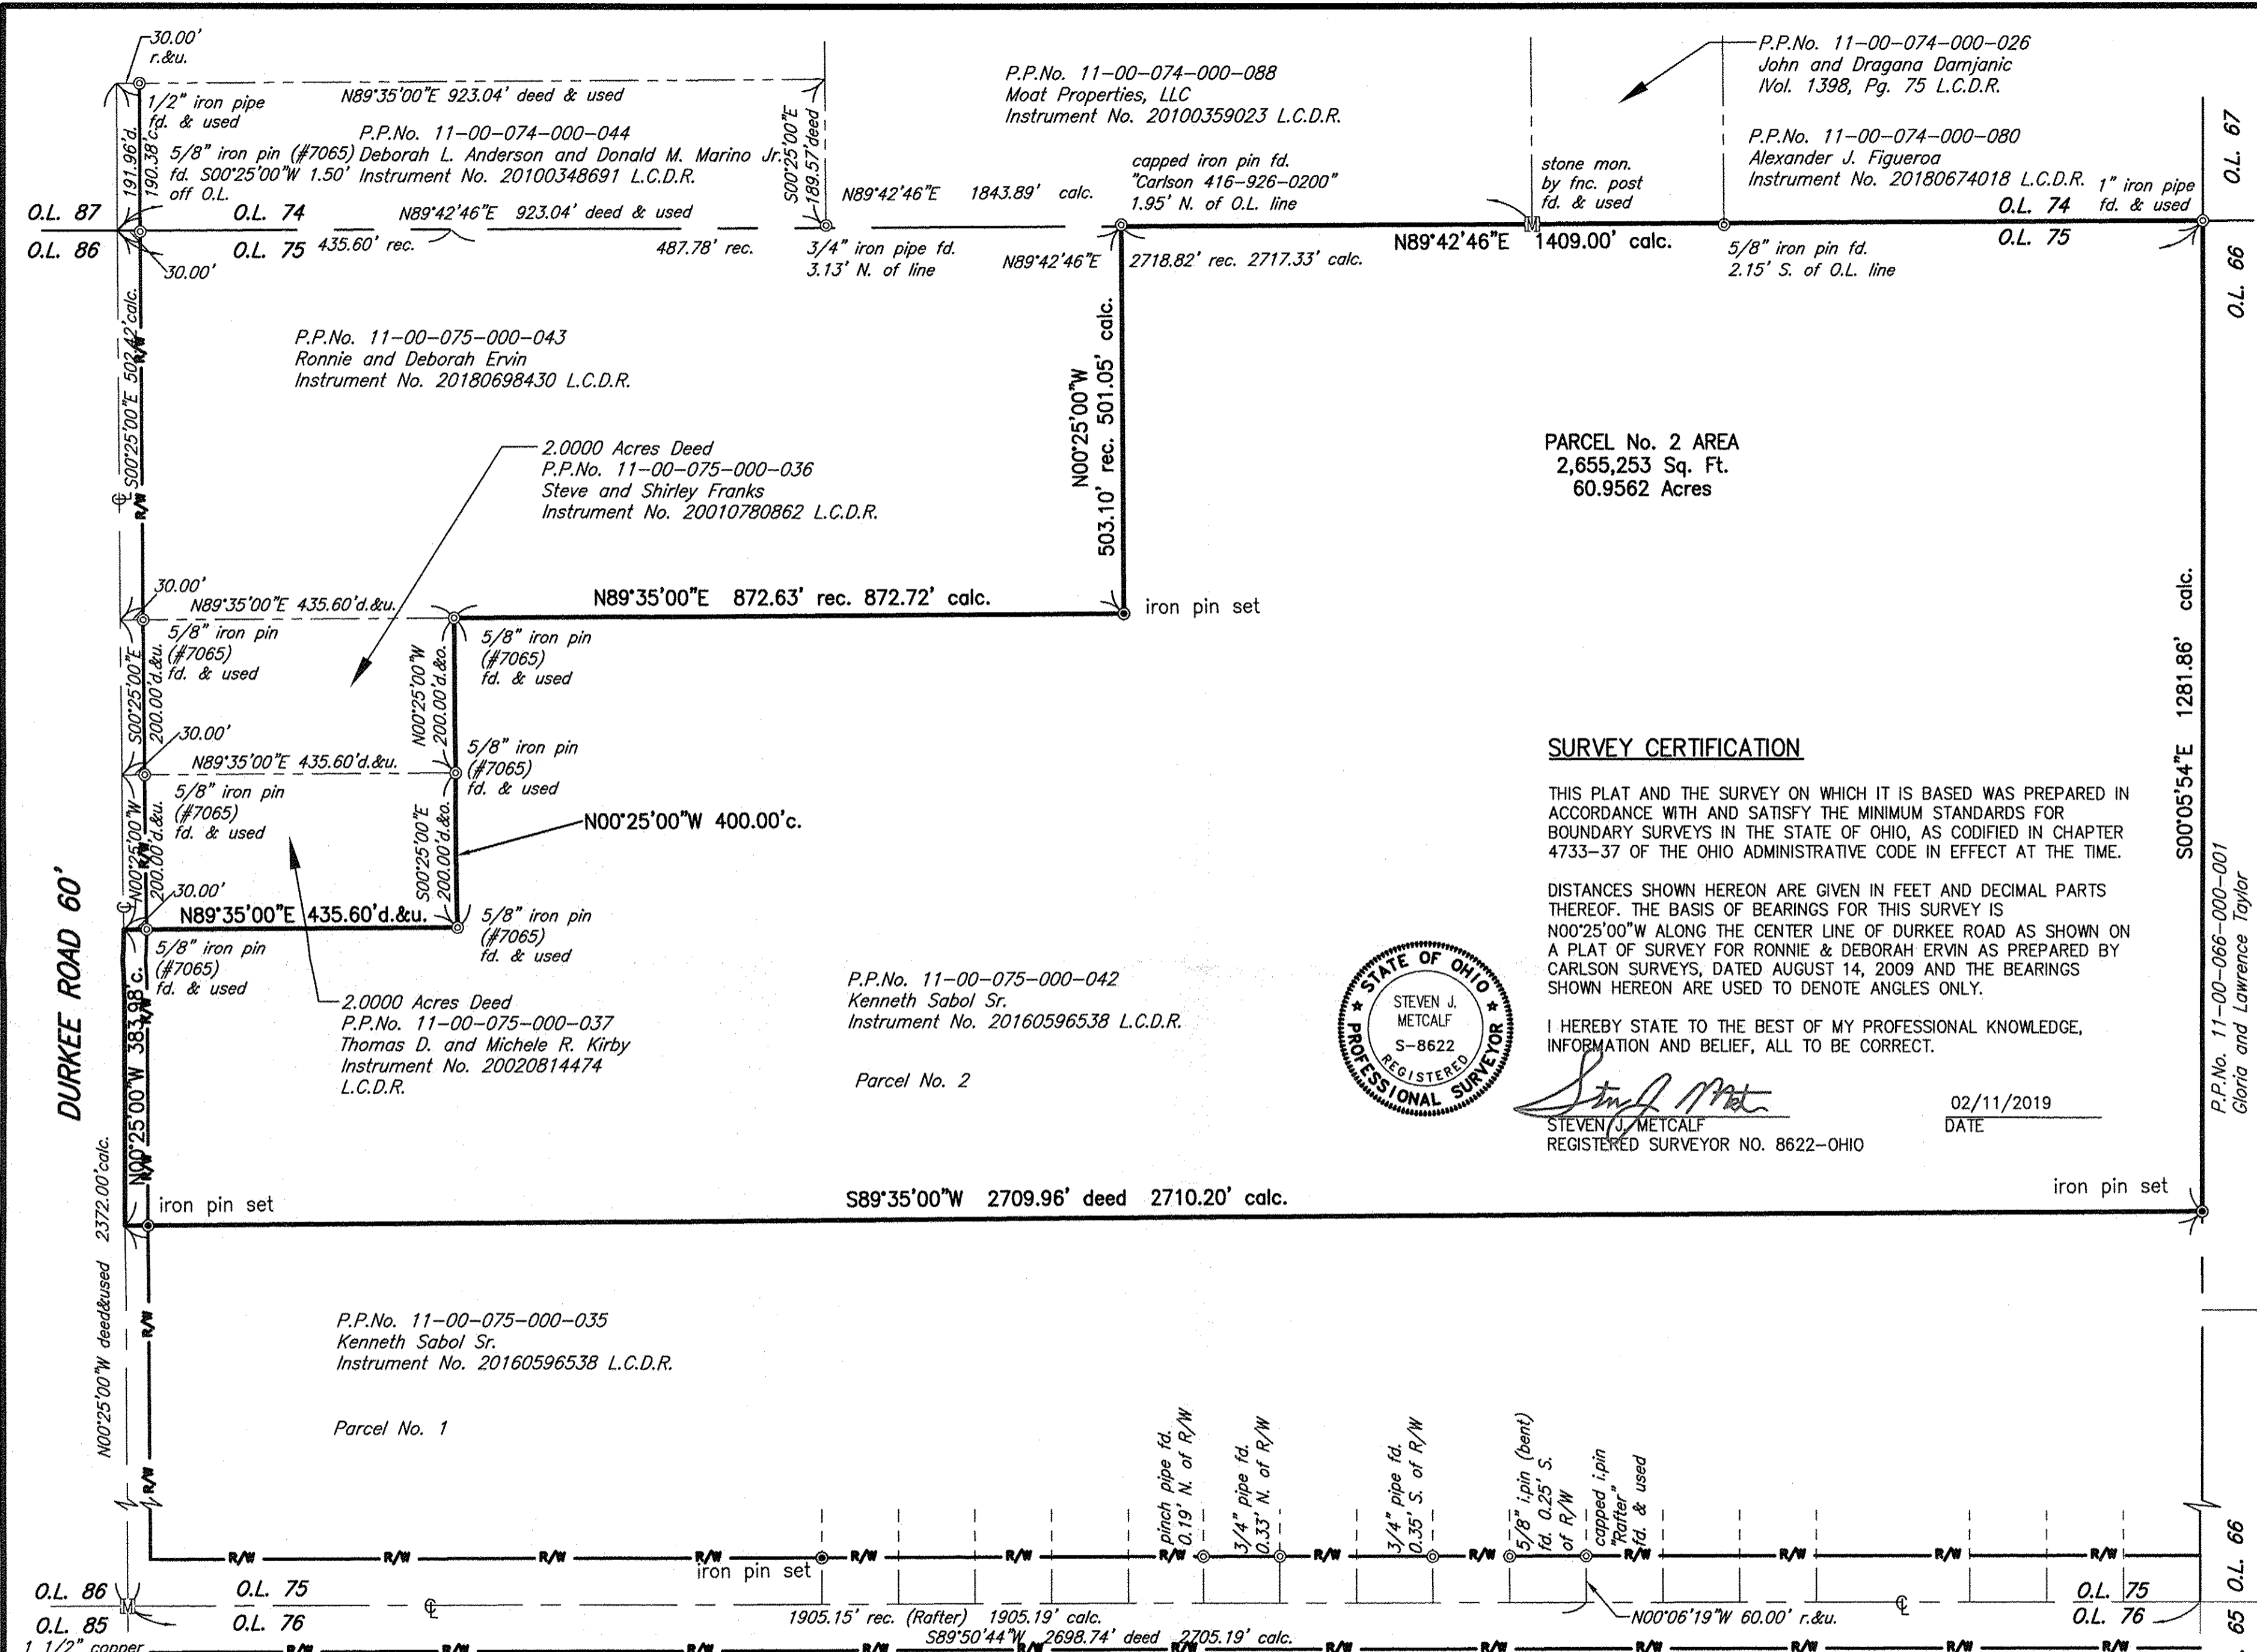 30.00'
r.&u.
N89°35'00"E 923.04' deed & used
1/2" iron pipe
fd. & used
191.96'd.
190.38'c.
P.P.No. 11-00-074-000-044
Deborah L. Anderson and Donald M. Marino Jr.
Instrument No. 20100348691 L.C.D.R.
5/8" iron pin (#7065)
fd. S00°25'00"W 1.50'
off O.L.
S00°25'00"E
189.57'deed
P.P.No. 11-00-074-000-088
Moat Properties, LLC
Instrument No. 20100359023 L.C.D.R.
P.P.No. 11-00-074-000-026
John and Dragana Damjanic
IVol. 1398, Pg. 75 L.C.D.R.
P.P.No. 11-00-074-000-080
Alexander J. Figueroa
Instrument No. 20180674018 L.C.D.R.
capped iron pin fd.
"Carlson 416-926-0200"
1.95' N. of O.L. line
stone mon.
by fnc. post
fd. & used
1" iron pipe
fd. & used
O.L. 67
O.L. 66
O.L. 87
O.L. 74
O.L. 86
O.L. 75
N89°42'46"E 923.04' deed & used
N89°42'46"E 1843.89' calc.
435.60' rec.
487.78' rec.
30.00'
3/4" iron pipe fd.
3.13' N. of line
N89°42'46"E 2718.82' rec. 2717.33' calc.
N89°42'46"E 1409.00' calc.
M
O.L. 74
O.L. 75
5/8" iron pin fd.
2.15' S. of O.L. line
S00°25'00"E 502.42'calc.
R/W
R/W
P.P.No. 11-00-075-000-043
Ronnie and Deborah Ervin
Instrument No. 20180698430 L.C.D.R.
N00°25'00"W
503.10' rec. 501.05' calc.
PARCEL No. 2 AREA
2,655,253 Sq. Ft.
60.9562 Acres
2.0000 Acres Deed
P.P.No. 11-00-075-000-036
Steve and Shirley Franks
Instrument No. 20010780862 L.C.D.R.
30.00'
N89°35'00"E 435.60'd.&u.
N89°35'00"E 872.63' rec. 872.72' calc.
iron pin set
5/8" iron pin
(#7065)
fd. & used
5/8" iron pin
(#7065)
fd. & used
S00°25'00"E
200.00'd.&u.
N00°25'00"W
200.00'd.&o.
30.00'
N89°35'00"E 435.60'd.&u.
5/8" iron pin
(#7065)
fd. & used
5/8" iron pin
(#7065)
fd. & used
N00°25'00"W
200.00'd.&u.
R/W
S00°25'00"E
200.00'd.&o.
N00°25'00"W 400.00'c.
30.00'
N89°35'00"E 435.60'd.&u.
5/8" iron pin
(#7065)
fd. & used
5/8" iron pin
(#7065)
fd. & used
DURKEE ROAD 60'
N00°25'00"W 383.98'c.
R/W
R/W
2.0000 Acres Deed
P.P.No. 11-00-075-000-037
Thomas D. and Michele R. Kirby
Instrument No. 20020814474
L.C.D.R.
P.P.No. 11-00-075-000-042
Kenneth Sabol Sr.
Instrument No. 20160596538 L.C.D.R.
Parcel No. 2
S00°05'54"E 1281.86' calc.
P.P.No. 11-00-066-000-001
Gloria and Lawrence Taylor
SURVEY CERTIFICATION
THIS PLAT AND THE SURVEY ON WHICH IT IS BASED WAS PREPARED IN
ACCORDANCE WITH AND SATISFY THE MINIMUM STANDARDS FOR
BOUNDARY SURVEYS IN THE STATE OF OHIO, AS CODIFIED IN CHAPTER
4733-37 OF THE OHIO ADMINISTRATIVE CODE IN EFFECT AT THE TIME.
DISTANCES SHOWN HEREON ARE GIVEN IN FEET AND DECIMAL PARTS
THEREOF. THE BASIS OF BEARINGS FOR THIS SURVEY IS
N00°25'00"W ALONG THE CENTER LINE OF DURKEE ROAD AS SHOWN ON
A PLAT OF SURVEY FOR RONNIE & DEBORAH ERVIN AS PREPARED BY
CARLSON SURVEYS, DATED AUGUST 14, 2009 AND THE BEARINGS
SHOWN HEREON ARE USED TO DENOTE ANGLES ONLY.
I HEREBY STATE TO THE BEST OF MY PROFESSIONAL KNOWLEDGE,
INFORMATION AND BELIEF, ALL TO BE CORRECT.
STATE OF OHIO
STEVEN J.
METCALF
S-8622
REGISTERED
PROFESSIONAL SURVEYOR
STEVEN J. METCALF
REGISTERED SURVEYOR NO. 8622-OHIO
02/11/2019
DATE
iron pin set
S89°35'00"W 2709.96' deed 2710.20' calc.
iron pin set
N00°25'00"W deed&used 2372.00'calc.
R/W
R/W
P.P.No. 11-00-075-000-035
Kenneth Sabol Sr.
Instrument No. 20160596538 L.C.D.R.
Parcel No. 1
pinch pipe fd.
0.19' N. of R/W
3/4" pipe fd.
0.33' N. of R/W
3/4" pipe fd.
0.35' S. of R/W
5/8" i.pin (bent)
fd. 0.25' S.
of R/W
capped i.pin
"Rafter"
fd. & used
R/W R/W R/W R/W R/W R/W R/W R/W R/W R/W R/W R/W
iron pin set
O.L. 86
O.L. 75
M
O.L. 85
O.L. 76
1905.15' rec. (Rafter) 1905.19' calc.
N00°06'19"W 60.00' r.&u.
O.L. 75
O.L. 76
O.L. 66
65
S89°50'44"W 2698.74' deed 2705.19' calc.
1 1/2" copper
R/W R/W R/W R/W R/W R/W R/W R/W R/W R/W R/W R/W